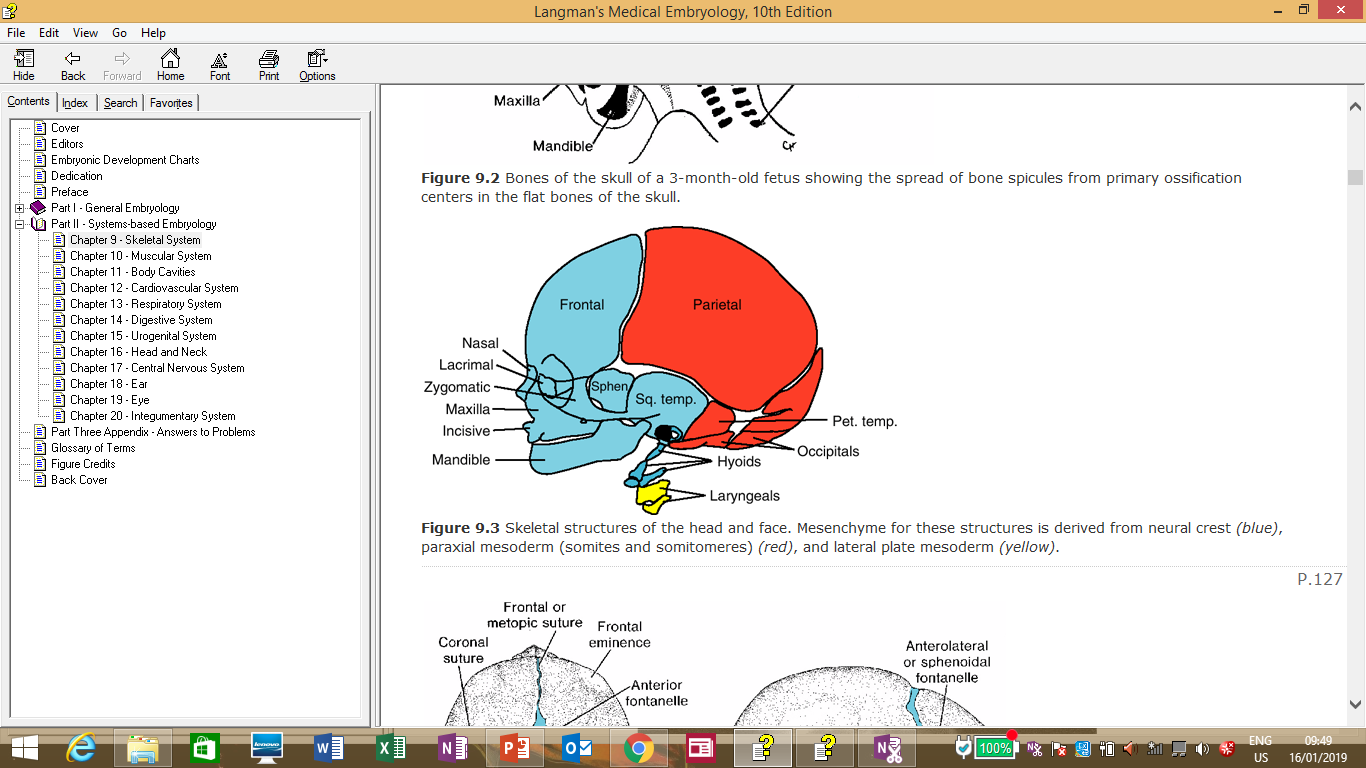 Langman's Medical Embryology, 10th Edition
File Edit View Go Help
Hide Back Forward Home Font Print Options
Contents Index Search Favorites
Cover
Editors
Embryonic Development Charts
Dedication
Preface
Part I - General Embryology
Part II - Systems-based Embryology
Chapter 9 - Skeletal System
Chapter 10 - Muscular System
Chapter 11 - Body Cavities
Chapter 12 - Cardiovascular System
Chapter 13 - Respiratory System
Chapter 14 - Digestive System
Chapter 15 - Urogenital System
Chapter 16 - Head and Neck
Chapter 17 - Central Nervous System
Chapter 18 - Ear
Chapter 19 - Eye
Chapter 20 - Integumentary System
Part Three Appendix - Answers to Problems
Glossary of Terms
Figure Credits
Back Cover
Maxilla
Mandible
Figure 9.2 Bones of the skull of a 3-month-old fetus showing the spread of bone spicules from primary ossification
centers in the flat bones of the skull.
Frontal
Parietal
Nasal
Lacrimal
Zygomatic
Sphen
Sq. temp.
Maxilla
Incisive
Mandible
Pet. temp.
Occipitals
Hyoids
Laryngeals
Figure 9.3 Skeletal structures of the head and face. Mesenchyme for these structures is derived from neural crest (blue),
paraxial mesoderm (somites and somitomeres) (red), and lateral plate mesoderm (yellow).
P.127
Frontal or
metopic suture
Coronal
suture
Frontal
eminence
Anterior
fontanelle
Anterolateral
or sphenoidal
fontanelle
lenovo
100%
ENG
US
09:49
16/01/2019